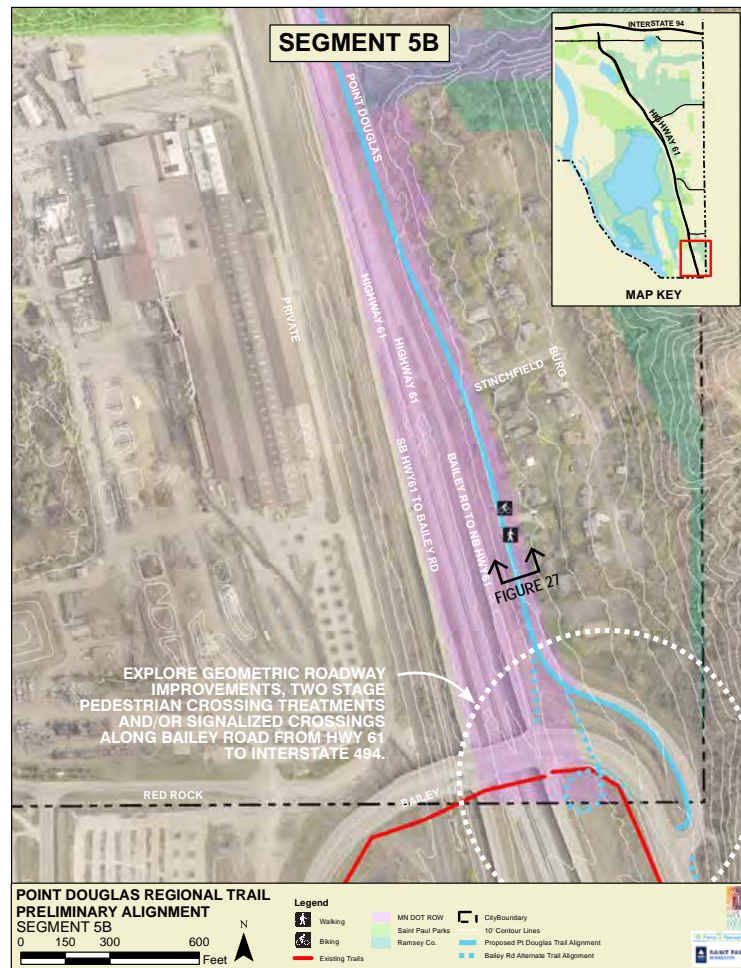 SEGMENT 5B
INTERSTATE 94
HIGHWAY 61
MAP KEY
POINT DOUGLAS
HIGHWAY 61
HIGHWAY 61
PRIVATE
STINCHFIELD
BURG
SB HWY61 TO BAILEY RD
BAILEY RD TO NB HWY61
FIGURE 27
EXPLORE GEOMETRIC ROADWAY
IMPROVEMENTS, TWO STAGE
PEDESTRIAN CROSSING TREATMENTS
AND/OR SIGNALIZED CROSSINGS
ALONG BAILEY ROAD FROM HWY 61
TO INTERSTATE 494.
RED ROCK
BAILEY
POINT DOUGLAS REGIONAL TRAIL
PRELIMINARY ALIGNMENT
SEGMENT 5B
0 150 300 600
Feet
N
Legend
Walking
Biking
Existing Trails
MN DOT ROW
Saint Paul Parks
Ramsey Co.
CityBoundary
10' Contour Lines
Proposed Pt Douglas Trail Alignment
Bailey Rd Alternate Trail Alignment
SAINT PAU